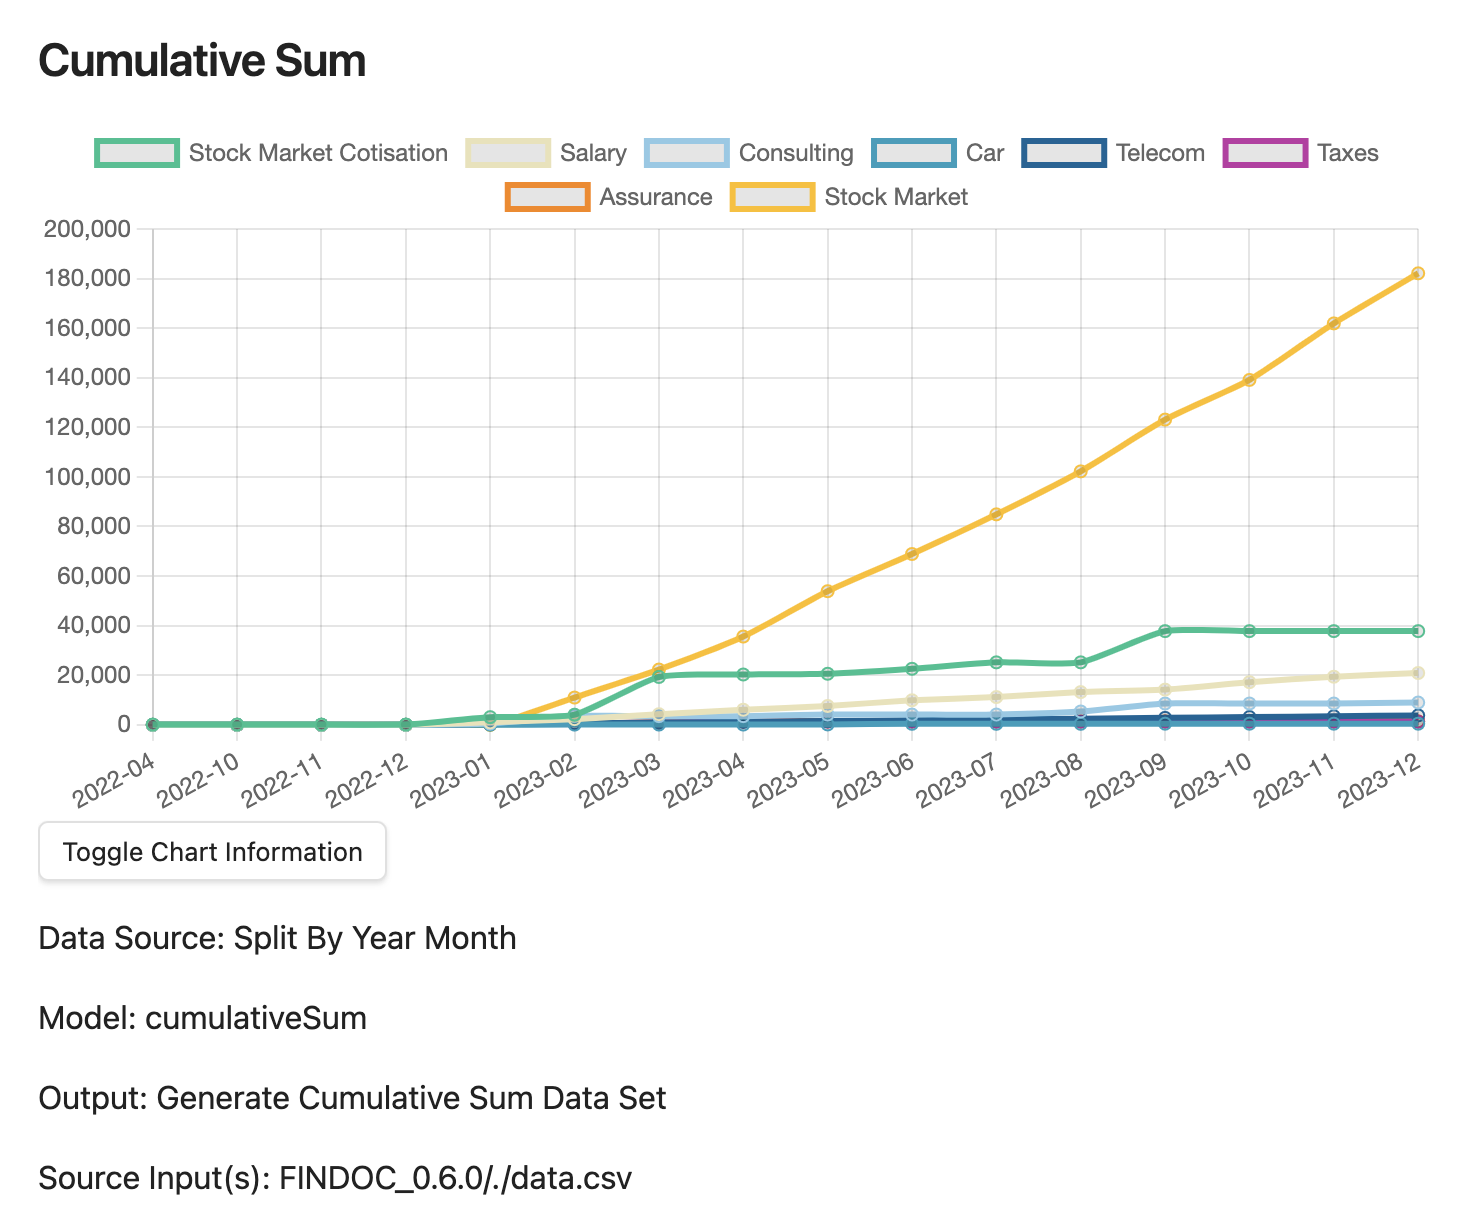 Cumulative Sum
Stock Market Cotisation Salary Consulting Car Telecom Taxes
Assurance Stock Market
200,000
180,000
160,000
140,000
120,000
100,000
80,000
60,000
40,000
20,000
0
2022-04 2022-10 2022-11 2022-12 2023-01 2023-02 2023-03 2023-04 2023-05 2023-06 2023-07 2023-08 2023-09 2023-10 2023-11 2023-12
Toggle Chart Information
Data Source: Split By Year Month
Model: cumulativeSum
Output: Generate Cumulative Sum Data Set
Source Input(s): FINDOC_0.6.0/./data.csv